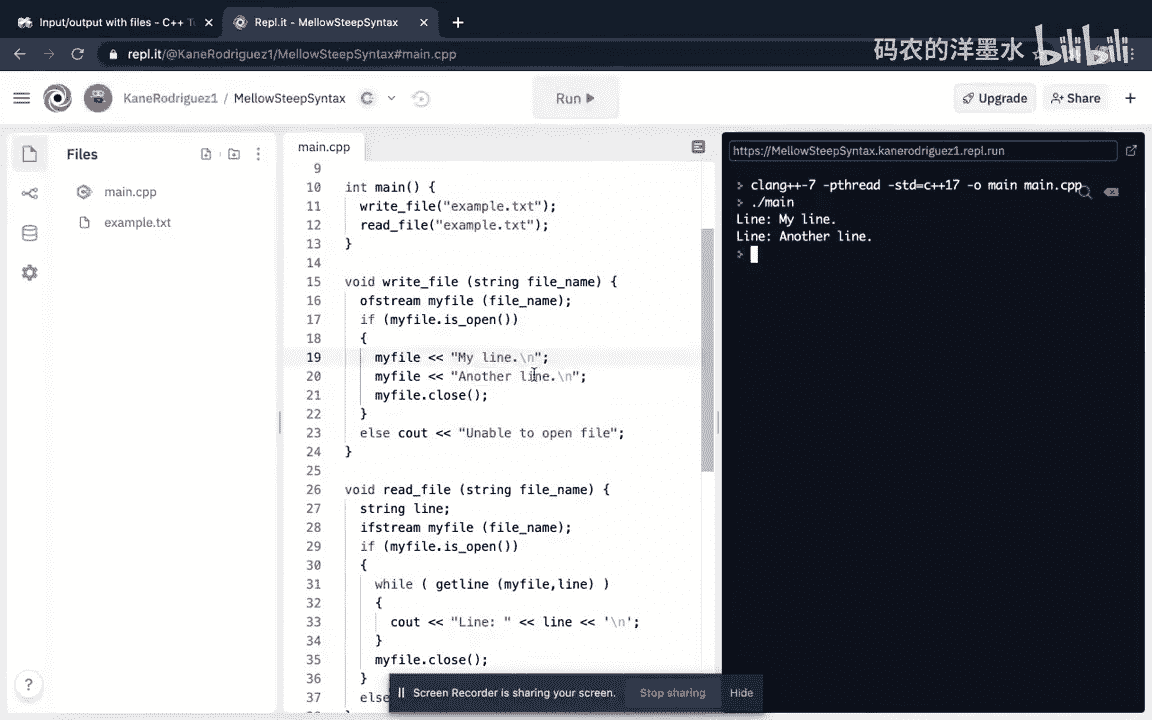 Input/output with files - C++ T
Repl.it - MellowSteepSyntax
repl.it/@KaneRodriguez1/MellowSteepSyntax#main.cpp
码农的洋墨水 bilibili
KaneRodriguez1 / MellowSteepSyntax
Run
Upgrade
Share
Files
main.cpp
example.txt
main.cpp
9
10 int main() {
11 write_file("example.txt");
12 read_file("example.txt");
13 }
14
15 void write_file (string file_name) {
16 ofstream myfile (file_name);
17 if (myfile.is_open())
18 {
19 myfile << "My line.\n";
20 myfile << "Another line.\n";
21 myfile.close();
22 }
23 else cout << "Unable to open file";
24 }
25
26 void read_file (string file_name) {
27 string line;
28 ifstream myfile (file_name);
29 if (myfile.is_open())
30 {
31 while ( getline (myfile,line) )
32 {
33 cout << "Line: " << line << '\n';
34 }
35 myfile.close();
36 }
37 else
https://MellowSteepSyntax.kanerodriguez1.repl.run
> clang++-7 -pthread -std=c++17 -o main main.cpp
> ./main
Line: My line.
Line: Another line.
>
Screen Recorder is sharing your screen.
Stop sharing
Hide
?